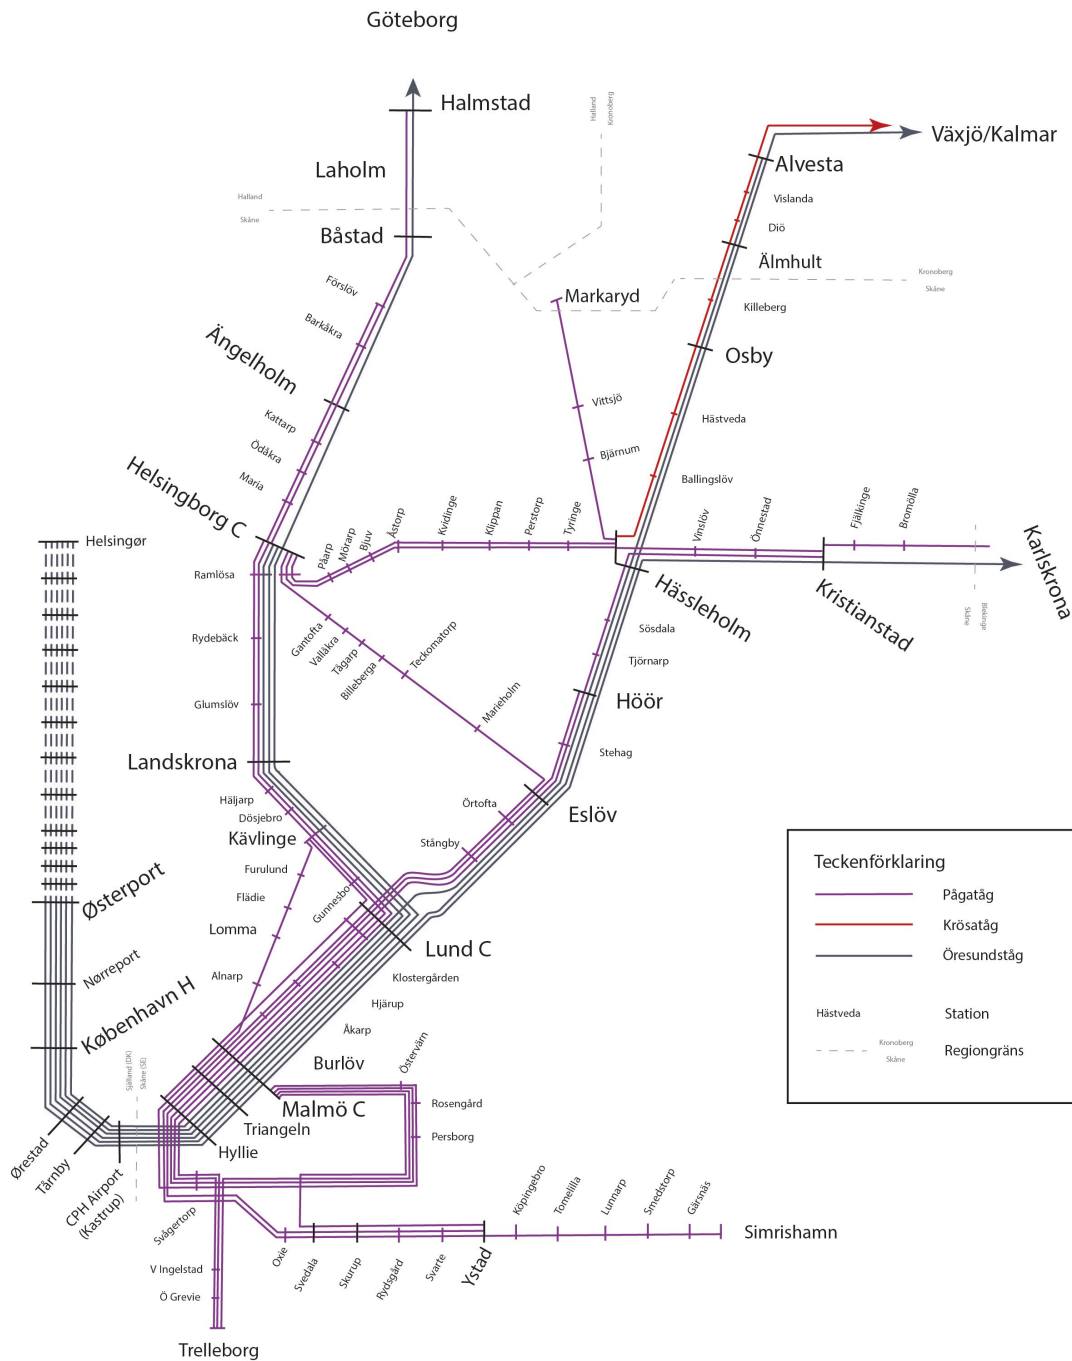 Göteborg
Halmstad
Laholm
Båstad
Halland
Skåne
Halland
Kronoberg
Växjö/Kalmar
Alvesta
Vislanda
Diö
Älmhult
Kronoberg
Skåne
Killeberg
Osby
Hästveda
Ballingslöv
Markaryd
Vittsjö
Bjärnum
Förslöv
Barkåkra
Ängelholm
Kattarp
Ödåkra
Maria
Helsingborg C
Ramlösa
Rydebäck
Glumslöv
Landskrona
Häljarp
Dösjebro
Kävlinge
Furulund
Flädie
Lomma
Alnarp
Gunnesbo
Påarp
Mörarp
Bjuv
Åstorp
Kvidinge
Klippan
Perstorp
Tyringe
Vinslöv
Önnestad
Fjälkinge
Bromölla
Karlskrona
Blekinge
Skåne
Hässleholm
Kristianstad
Sösdala
Tjörnarp
Höör
Stehag
Eslöv
Örtofta
Stångby
Gantofta
Vallåkra
Tågarp
Billeberga
Teckomatorp
Marieholm
Lund C
Klostergården
Hjärup
Åkarp
Burlöv
Malmö C
Triangeln
Hyllie
Östervärn
Rosengård
Persborg
Svågertorp
V Ingelstad
Ö Grevie
Trelleborg
Oxie
Svedala
Skurup
Rydsgård
Svarte
Ystad
Köpingebro
Tomelilla
Lunnarp
Smedstorp
Gärsnäs
Simrishamn
Helsingør
Østerport
Nørreport
København H
Själland (DK)
Skåne (SE)
Ørestad
Tårnby
CPH Airport
(Kastrup)
Teckenförklaring
Pågatåg
Krösatåg
Öresundståg
Hästveda
Station
Kronoberg
Skåne
Regiongräns